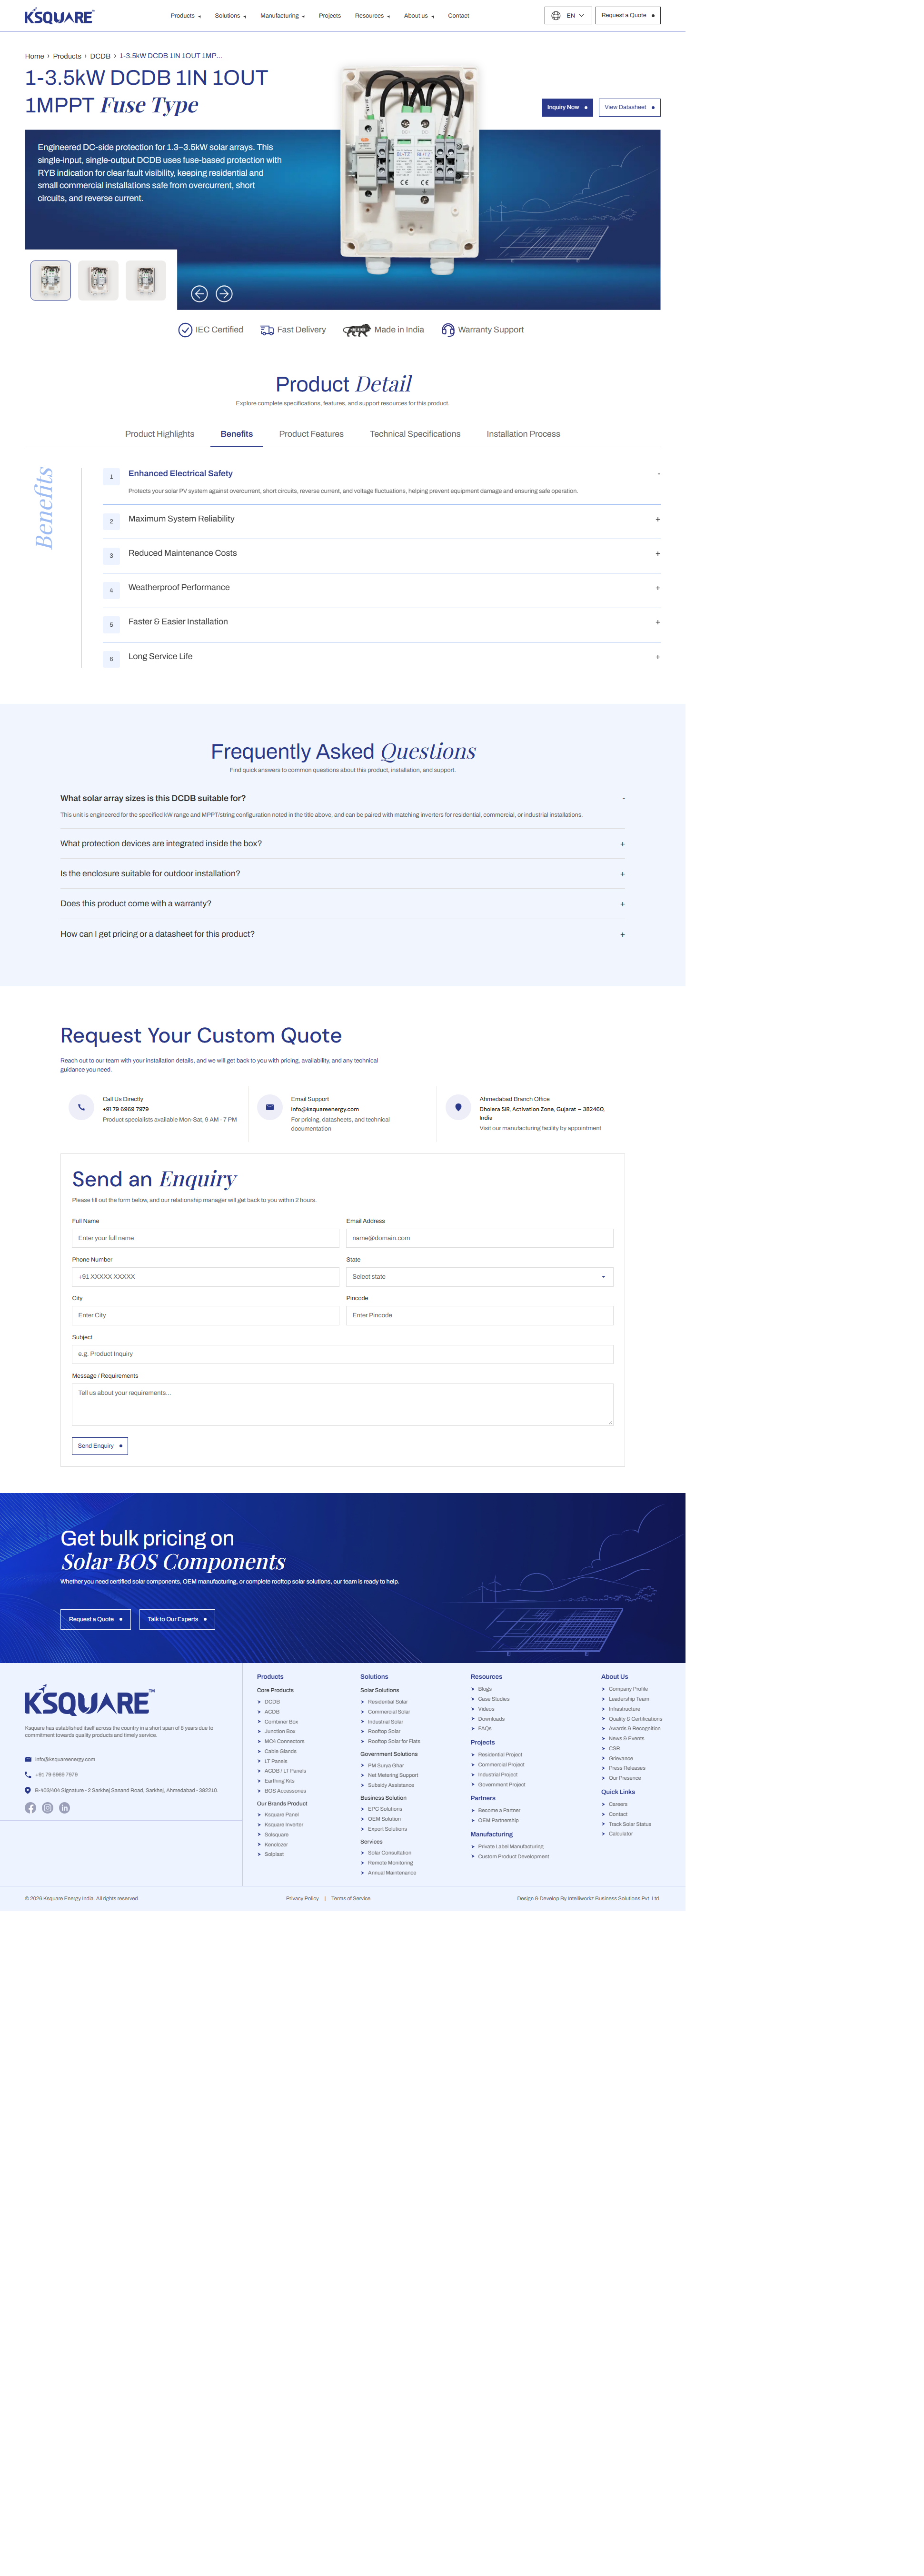 KSQUARE™
Products
Solutions
Manufacturing
Projects
Resources
About us
Contact
EN
Request a Quote
Home › Products › DCDB › 1-3.5kW DCDB 1IN 1OUT 1MP...
1-3.5kW DCDB 1IN 1OUT
1MPPT Fuse Type
Inquiry Now
View Datasheet
Engineered DC-side protection for 1.3–3.5kW solar arrays. This
single-input, single-output DCDB uses fuse-based protection with
RYB indication for clear fault visibility, keeping residential and
small commercial installations safe from overcurrent, short
circuits, and reverse current.
IEC Certified
Fast Delivery
Made in India
Warranty Support
Product Detail
Explore complete specifications, features, and support resources for this product.
Product Highlights
Benefits
Product Features
Technical Specifications
Installation Process
Benefits
1 Enhanced Electrical Safety -
Protects your solar PV system against overcurrent, short circuits, reverse current, and voltage fluctuations, helping prevent equipment damage and ensuring safe operation.
2 Maximum System Reliability +
3 Reduced Maintenance Costs +
4 Weatherproof Performance +
5 Faster & Easier Installation +
6 Long Service Life +
Frequently Asked Questions
Find quick answers to common questions about this product, installation, and support.
What solar array sizes is this DCDB suitable for? -
This unit is engineered for the specified kW range and MPPT/string configuration noted in the title above, and can be paired with matching inverters for residential, commercial, or industrial installations.
What protection devices are integrated inside the box? +
Is the enclosure suitable for outdoor installation? +
Does this product come with a warranty? +
How can I get pricing or a datasheet for this product? +
Request Your Custom Quote
Reach out to our team with your installation details, and we will get back to you with pricing, availability, and any technical
guidance you need.
Call Us Directly
+91 79 6969 7979
Product specialists available Mon-Sat, 9 AM - 7 PM
Email Support
info@ksquareenergy.com
For pricing, datasheets, and technical
documentation
Ahmedabad Branch Office
Dholera SIR, Activation Zone, Gujarat – 382460,
India
Visit our manufacturing facility by appointment
Send an Enquiry
Please fill out the form below, and our relationship manager will get back to you within 2 hours.
Full Name
Enter your full name
Email Address
name@domain.com
Phone Number
+91 XXXXX XXXXX
State
Select state
City
Enter City
Pincode
Enter Pincode
Subject
e.g. Product Inquiry
Message / Requirements
Tell us about your requirements...
Send Enquiry
Get bulk pricing on
Solar BOS Components
Whether you need certified solar components, OEM manufacturing, or complete rooftop solar solutions, our team is ready to help.
Request a Quote
Talk to Our Experts
KSQUARE™
Ksquare has established itself across the country in a short span of 8 years due to
commitment towards quality products and timely service.
info@ksquareenergy.com
+91 79 6969 7979
B-403/404 Signature - 2 Sarkhej Sanand Road, Sarkhej, Ahmedabad - 382210.
Products
Core Products
DCDB
ACDB
Combiner Box
Junction Box
MC4 Connectors
Cable Glands
LT Panels
ACDB / LT Panels
Earthing Kits
BOS Accessories
Our Brands Product
Ksquare Panel
Ksquare Inverter
Solsquare
Kenclozer
Solplast
Solutions
Solar Solutions
Residential Solar
Commercial Solar
Industrial Solar
Rooftop Solar
Rooftop Solar for Flats
Government Solutions
PM Surya Ghar
Net Metering Support
Subsidy Assistance
Business Solution
EPC Solutions
OEM Solution
Export Solutions
Services
Solar Consultation
Remote Monitoring
Annual Maintenance
Resources
Blogs
Case Studies
Videos
Downloads
FAQs
Projects
Residential Project
Commercial Project
Industrial Project
Government Project
Partners
Become a Partner
OEM Partnership
Manufacturing
Private Label Manufacturing
Custom Product Development
About Us
Company Profile
Leadership Team
Infrastructure
Quality & Certifications
Awards & Recognition
News & Events
CSR
Grievance
Press Releases
Our Presence
Quick Links
Careers
Contact
Track Solar Status
Calculator
© 2026 Ksquare Energy India. All rights reserved.
Privacy Policy | Terms of Service
Design & Develop By Intelliworkz Business Solutions Pvt. Ltd.